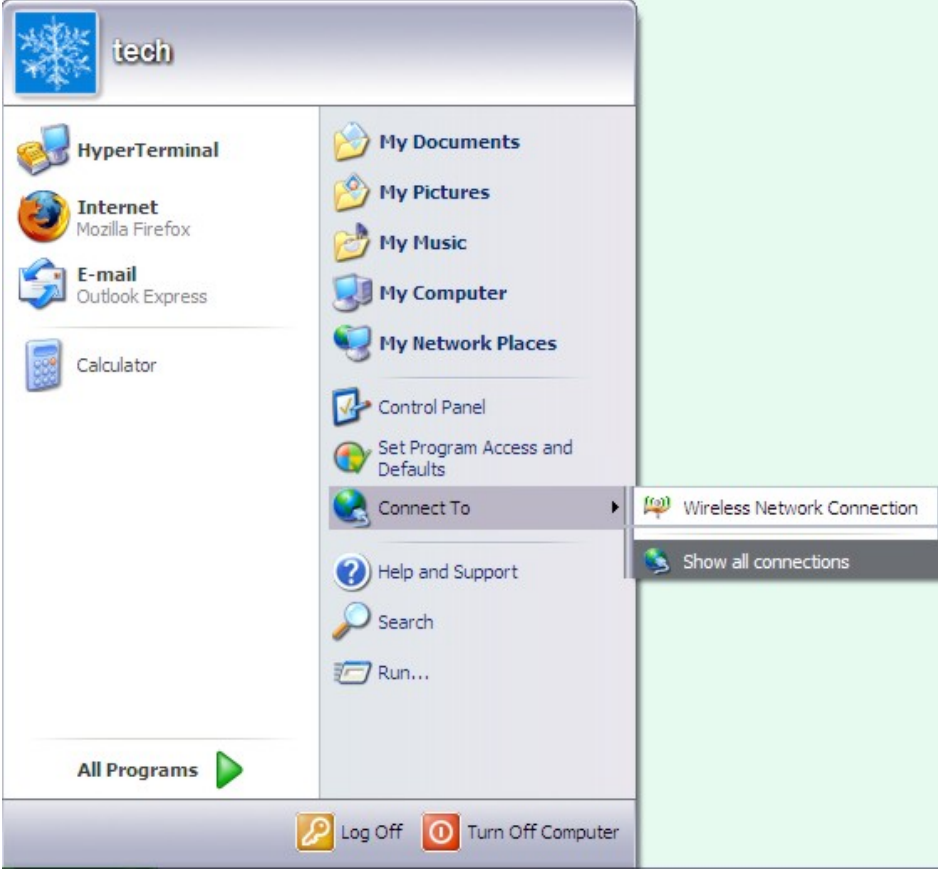 tech
HyperTerminal
Internet
Mozilla Firefox
E-mail
Outlook Express
Calculator
All Programs
My Documents
My Pictures
My Music
My Computer
My Network Places
Control Panel
Set Program Access and
Defaults
Connect To
Wireless Network Connection
Show all connections
Help and Support
Search
Run...
Log Off
Turn Off Computer